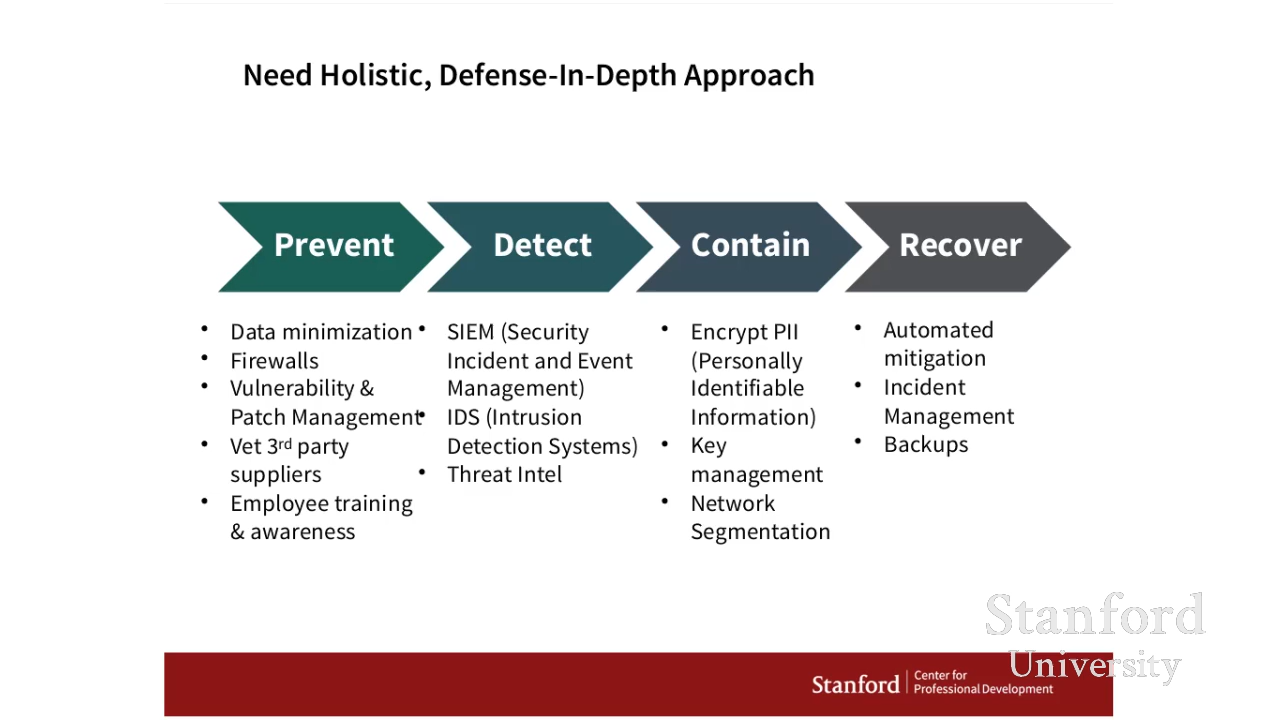 Need Holistic, Defense-In-Depth Approach
Prevent
Detect
Contain
Recover
• Data minimization
• Firewalls
• Vulnerability &
Patch Management
• Vet 3rd party
suppliers
• Employee training
& awareness
• SIEM (Security
Incident and Event
Management)
• IDS (Intrusion
Detection Systems)
• Threat Intel
• Encrypt PII
(Personally
Identifiable
Information)
• Key
management
• Network
Segmentation
• Automated
mitigation
• Incident
Management
• Backups
Stanford
University
Stanford
Center for
Professional Development